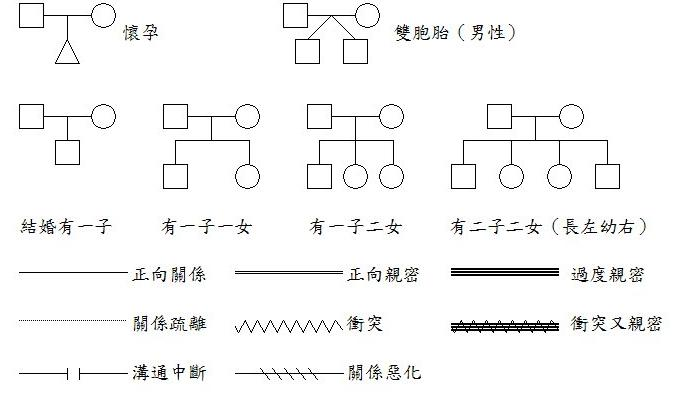 懷孕
雙胞胎（男性）
結婚有一子
有一子一女
有一子二女
有二子二女（長左幼右）
正向關係
正向親密
過度親密
關係疏離
衝突
衝突又親密
溝通中斷
關係惡化